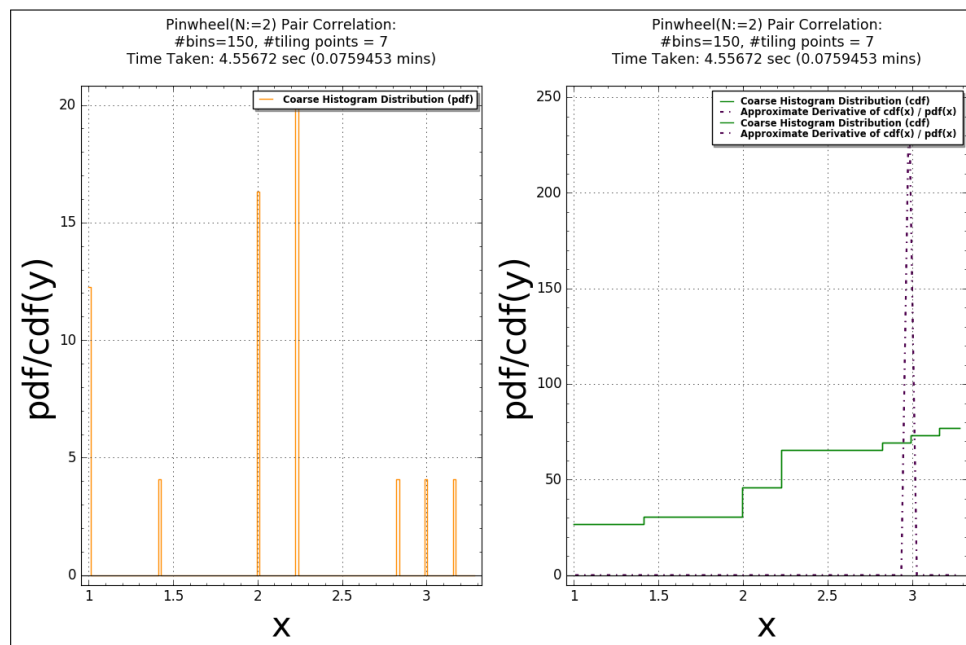 Pinwheel(N:=2) Pair Correlation:
#bins=150, #tiling points = 7
Time Taken: 4.55672 sec (0.0759453 mins)
Coarse Histogram Distribution (pdf)
20
15
10
5
0
pdf/cdf(y)
1
1.5
2
2.5
3
x
Pinwheel(N:=2) Pair Correlation:
#bins=150, #tiling points = 7
Time Taken: 4.55672 sec (0.0759453 mins)
Coarse Histogram Distribution (cdf)
Approximate Derivative of cdf(x) / pdf(x)
Coarse Histogram Distribution (cdf)
Approximate Derivative of cdf(x) / pdf(x)
250
200
150
100
50
0
pdf/cdf(y)
1
1.5
2
2.5
3
x